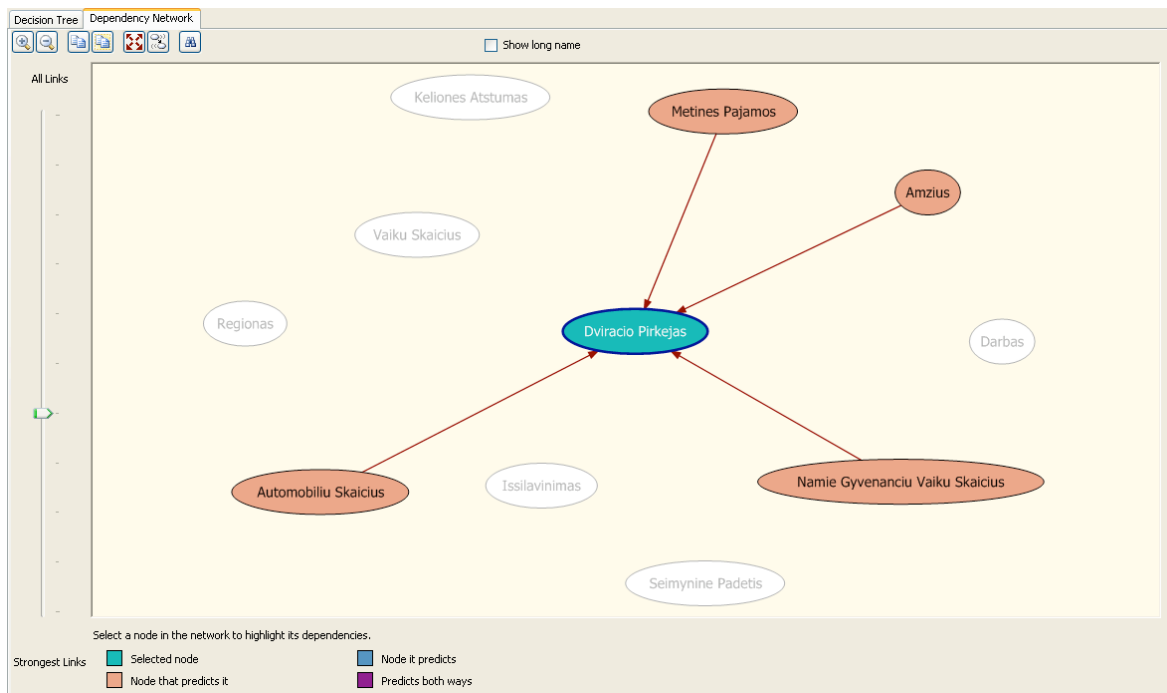 Decision Tree Dependency Network
Show long name
All Links
Keliones Atstumas
Metines Pajamos
Amzius
Vaiku Skaicius
Regionas
Dviracio Pirkejas
Darbas
Automobiliu Skaicius
Issilavinimas
Namie Gyvenanciu Vaiku Skaicius
Seimynine Padetis
Select a node in the network to highlight its dependencies.
Strongest Links
Selected node
Node it predicts
Node that predicts it
Predicts both ways